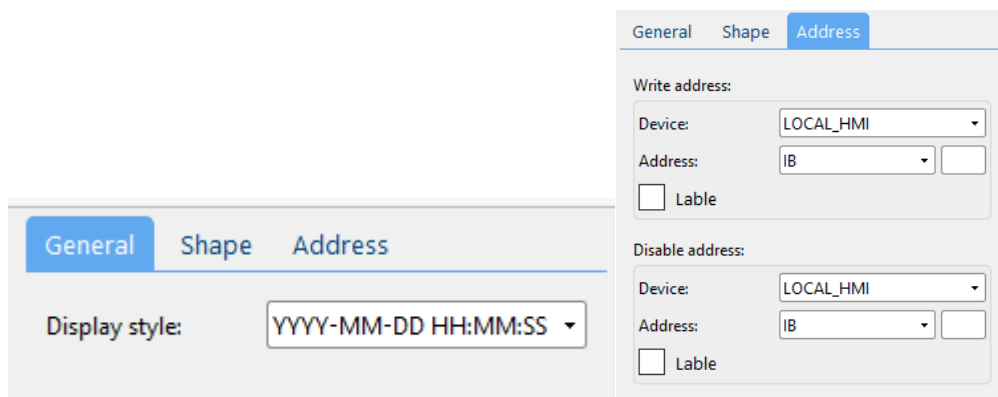 General Shape Address
Display style: YYYY-MM-DD HH:MM:SS
General Shape Address
Write address:
Device: LOCAL_HMI
Address: IB
Lable
Disable address:
Device: LOCAL_HMI
Address: IB
Lable